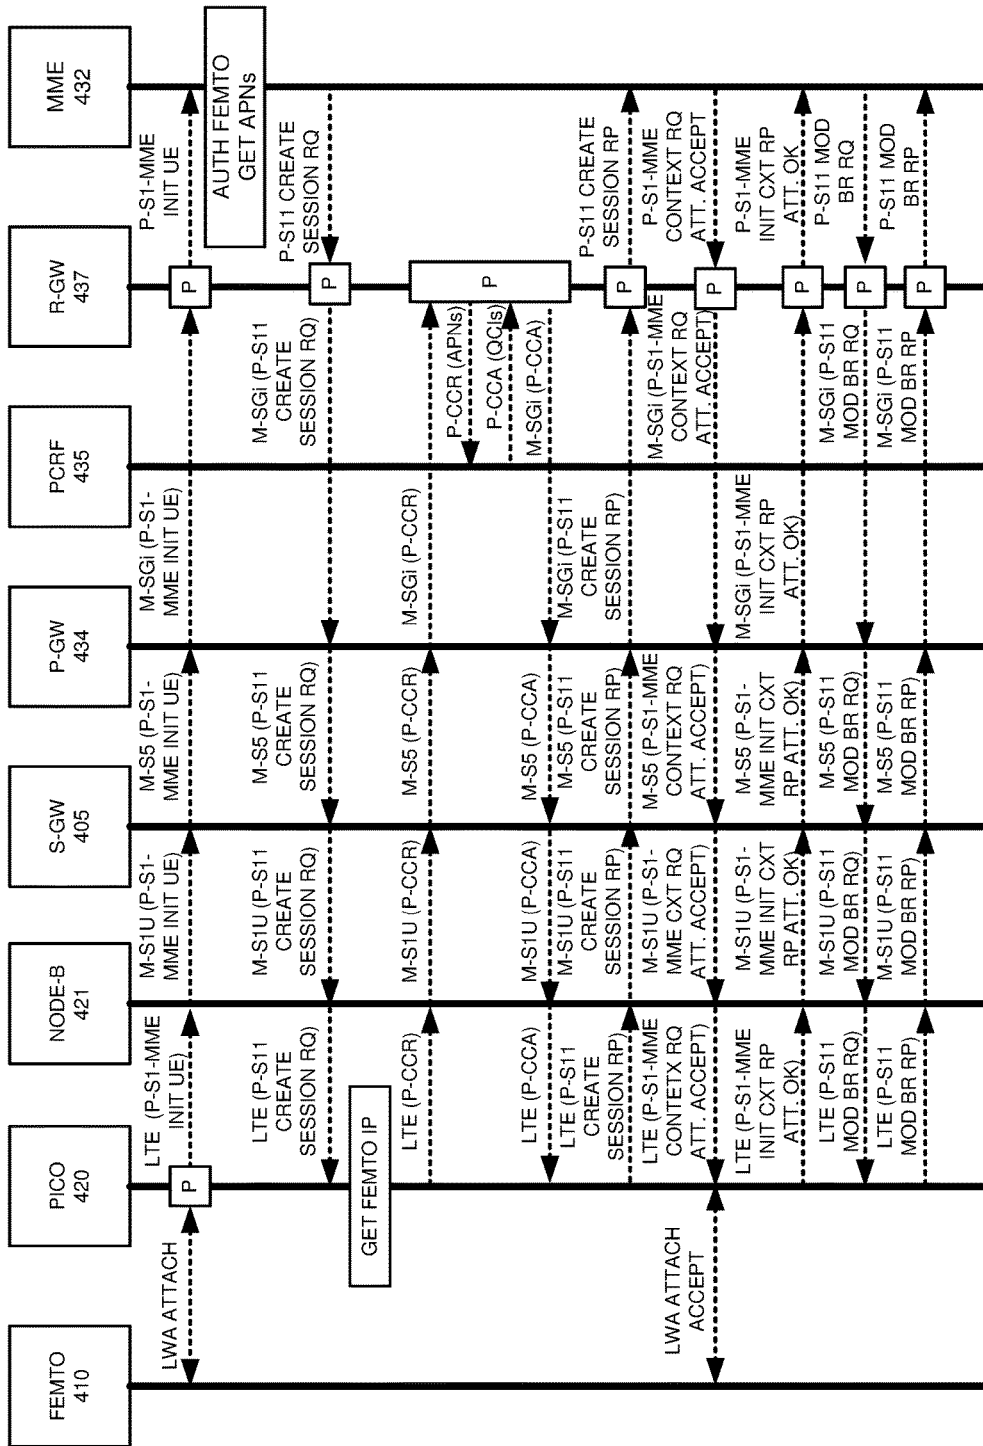 FEMTO
410
PICO
420
NODE-B
421
S-GW
405
P-GW
434
PCRF
435
R-GW
437
MME
432
LWA ATTACH
P
LTE (P-S1-MME
INIT UE)
M-S1U (P-S1-
MME INIT UE)
M-S5 (P-S1-
MME INIT UE)
M-SGi (P-S1-
MME INIT UE)
P
P-S1-MME
INIT UE
AUTH FEMTO
GET APNs
LTE (P-S11
CREATE
SESSION RQ)
M-S1U (P-S11
CREATE
SESSION RQ)
M-S5 (P-S11
CREATE
SESSION RQ)
M-SGi (P-S11
CREATE
SESSION RQ)
P
P-S11 CREATE
SESSION RQ
GET FEMTO IP
LTE (P-CCR)
M-S1U (P-CCR)
M-S5 (P-CCR)
M-SGi (P-CCR)
P
P-CCR (APNs)
P-CCA (QCIs)
LTE (P-CCA)
M-S1U (P-CCA)
M-S5 (P-CCA)
M-SGi (P-CCA)
LTE (P-S11
CREATE
SESSION RP)
M-S1U (P-S11
CREATE
SESSION RP)
M-S5 (P-S11
CREATE
SESSION RP)
M-SGi (P-S11
CREATE
SESSION RP)
P
P-S11 CREATE
SESSION RP
LWA ATTACH
ACCEPT
LTE (P-S1-MME
CONTETX RQ
ATT. ACCEPT)
M-S1U (P-S1-
MME CXT RQ
ATT. ACCEPT)
M-S5 (P-S1-MME
CONTEXT RQ
ATT. ACCEPT)
M-SGi (P-S1-MME
CONTEXT RQ
ATT. ACCEPT)
P
P-S1-MME
CONTEXT RQ
ATT. ACCEPT
LTE (P-S1-MME
INIT CXT RP
ATT. OK)
M-S1U (P-S1-
MME INIT CXT
RP ATT. OK)
M-S5 (P-S1-
MME INIT CXT
RP ATT. OK)
M-SGi (P-S1-MME
INIT CXT RP
ATT. OK)
P
P-S1-MME
INIT CXT RP
ATT. OK
LTE (P-S11
MOD BR RQ)
M-S1U (P-S11
MOD BR RQ)
M-S5 (P-S11
MOD BR RQ)
M-SGi (P-S11
MOD BR RQ
P
P-S11 MOD
BR RQ
LTE (P-S11
MOD BR RP)
M-S1U (P-S11
MOD BR RP)
M-S5 (P-S11
MOD BR RP)
M-SGi (P-S11
MOD BR RP
P
P-S11 MOD
BR RP